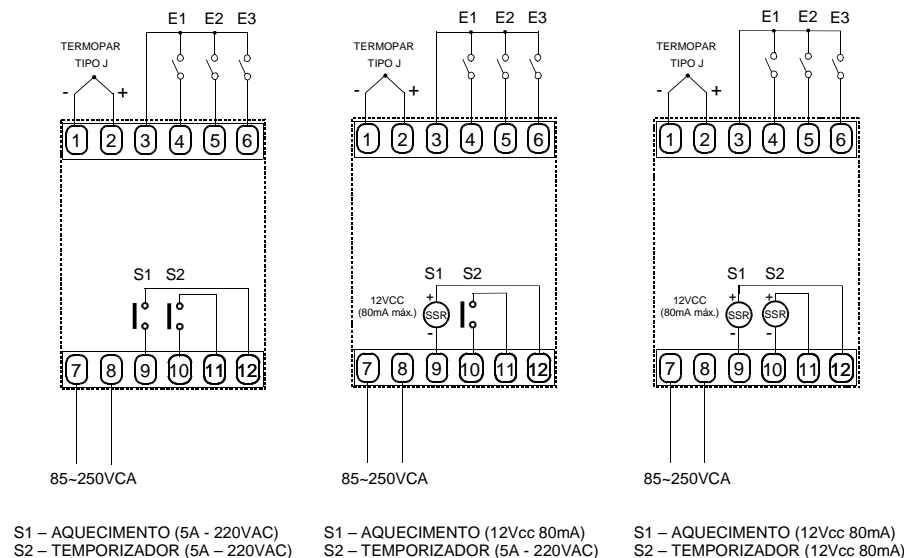 E1 E2 E3
TERMOPAR
TIPO J
- +
1 2 3 4 5 6
S1 S2
7 8 9 10 11 12
85~250VCA
S1 – AQUECIMENTO (5A - 220VAC)
S2 – TEMPORIZADOR (5A – 220VAC)
E1 E2 E3
TERMOPAR
TIPO J
- +
1 2 3 4 5 6
S1 S2
12VCC
(80mA máx.)
+
SSR
-
7 8 9 10 11 12
85~250VCA
S1 – AQUECIMENTO (12Vcc 80mA)
S2 – TEMPORIZADOR (5A - 220VAC)
E1 E2 E3
TERMOPAR
TIPO J
- +
1 2 3 4 5 6
S1 S2
12VCC
(80mA máx.)
+ +
SSR SSR
- -
7 8 9 10 11 12
85~250VCA
S1 – AQUECIMENTO (12Vcc 80mA)
S2 – TEMPORIZADOR (12Vcc 80mA)